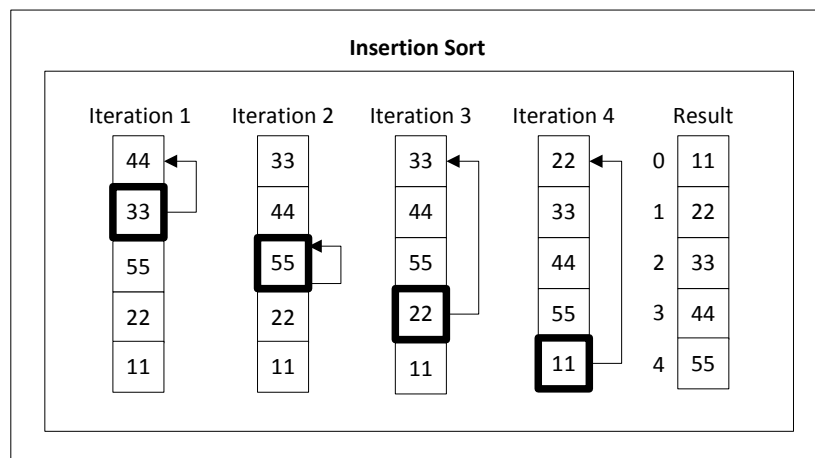 Insertion Sort
Iteration 1 Iteration 2 Iteration 3 Iteration 4 Result
44 33 33 22 0 11
33 44 44 33 1 22
55 55 55 44 2 33
22 22 22 55 3 44
11 11 11 11 4 55